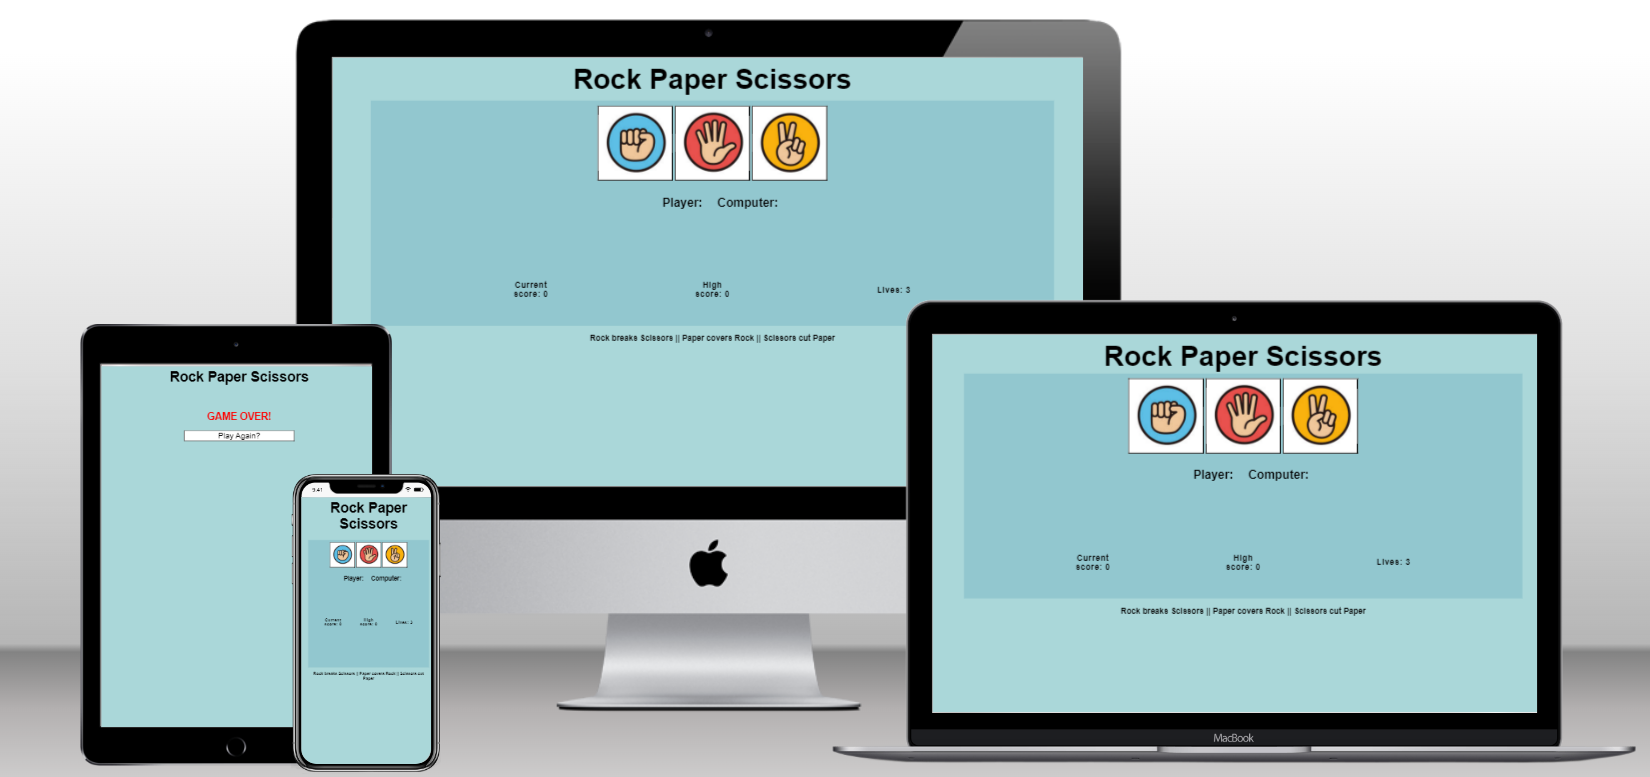 Rock Paper Scissors
Player: Computer:
Current
score: 0
High
score: 0
Lives: 3
Rock breaks Scissors || Paper covers Rock || Scissors cut Paper
Rock Paper Scissors
GAME OVER!
Play Again?
9:41
Rock Paper
Scissors
Player: Computer:
Current
score: 0
High
score: 0
Lives:
Rock breaks Scissors || Paper covers Rock || Scissors cut
Paper
Rock Paper Scissors
Player: Computer:
Current
score: 0
High
score: 0
Lives: 3
Rock breaks Scissors || Paper covers Rock || Scissors cut Paper
MacBook